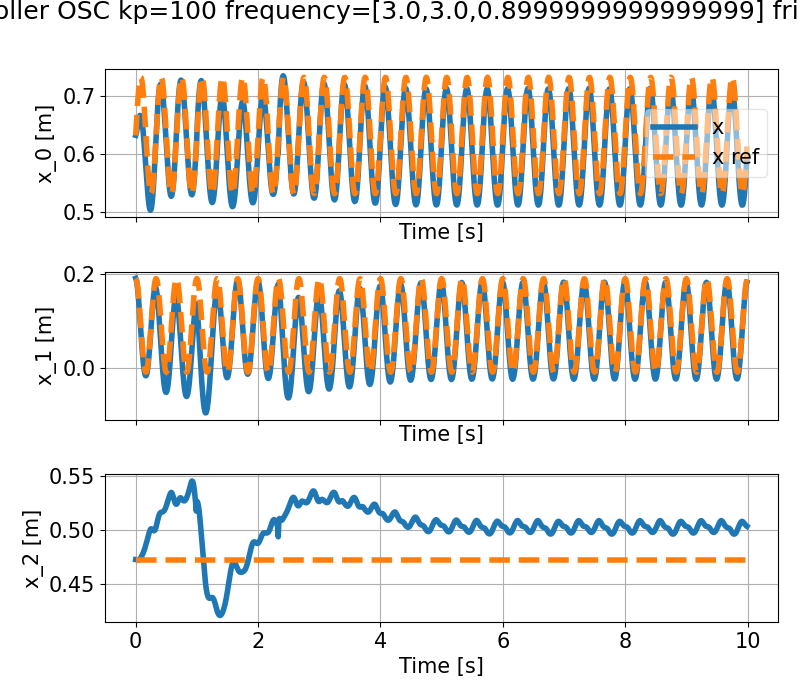 oller OSC kp=100 frequency=[3.0,3.0,0.8999999999999999] fri
0.7
0.6
0.5
x_0 [m]
x
x ref
Time [s]
0.2
0.0
x_1 [m]
Time [s]
0.55
0.50
0.45
x_2 [m]
0 2 4 6 8 10
Time [s]